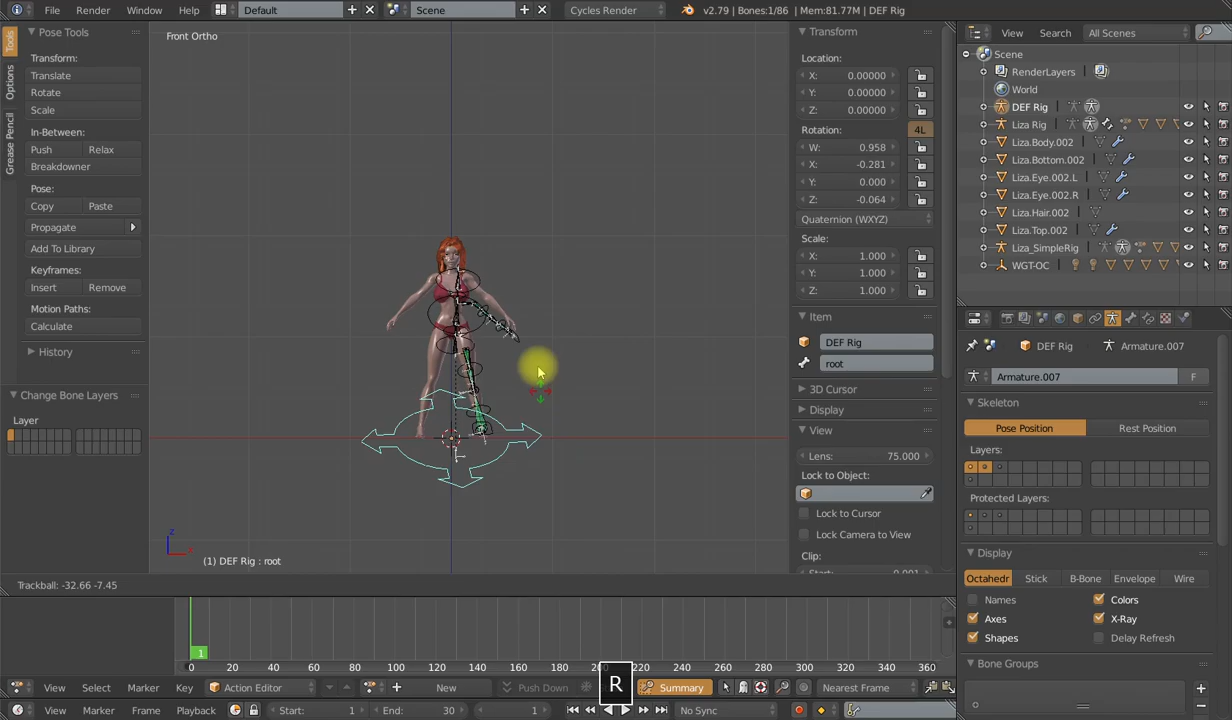 File Render Window Help Default Scene Cycles Render v2.79 | Bones:1/86 | Mem:81.77M | DEF Rig
Tools
Options
Grease Pencil
Pose Tools
Transform:
Translate
Rotate
Scale
In-Between:
Push Relax
Breakdowner
Pose:
Copy Paste
Propagate
Add To Library
Keyframes:
Insert Remove
Motion Paths:
Calculate
History
Change Bone Layers
Layer
Front Ortho
z
x
(1) DEF Rig : root
Trackball: -32.66 -7.45
Transform
Location:
X: 0.00000
Y: 0.00000
Z: 0.00000
Rotation: 4L
W: 0.958
X: -0.281
Y: 0.000
Z: -0.064
Quaternion (WXYZ)
Scale:
X: 1.000
Y: 1.000
Z: 1.000
Item
DEF Rig
root
3D Cursor
Display
View
Lens: 75.000
Lock to Object:
Lock to Cursor
Lock Camera to View
Clip:
Start: 0.001
View Search All Scenes
Scene
RenderLayers
World
DEF Rig
Liza Rig
Liza.Body.002
Liza.Bottom.002
Liza.Eye.002.L
Liza.Eye.002.R
Liza.Hair.002
Liza.Top.002
Liza_SimpleRig
WGT-OC
DEF Rig Armature.007
Armature.007 F
Skeleton
Pose Position Rest Position
Layers:
Protected Layers:
Display
Octahedr Stick B-Bone Envelope Wire
Names Colors
Axes X-Ray
Shapes Delay Refresh
Bone Groups
1
0 20 40 60 80 100 120 140 160 180 200 220 240 260 280 300 320 340 360
R
View Select Marker Key Action Editor New Push Down Summary Nearest Frame
View Marker Frame Playback Start: 1 End: 30 1 No Sync